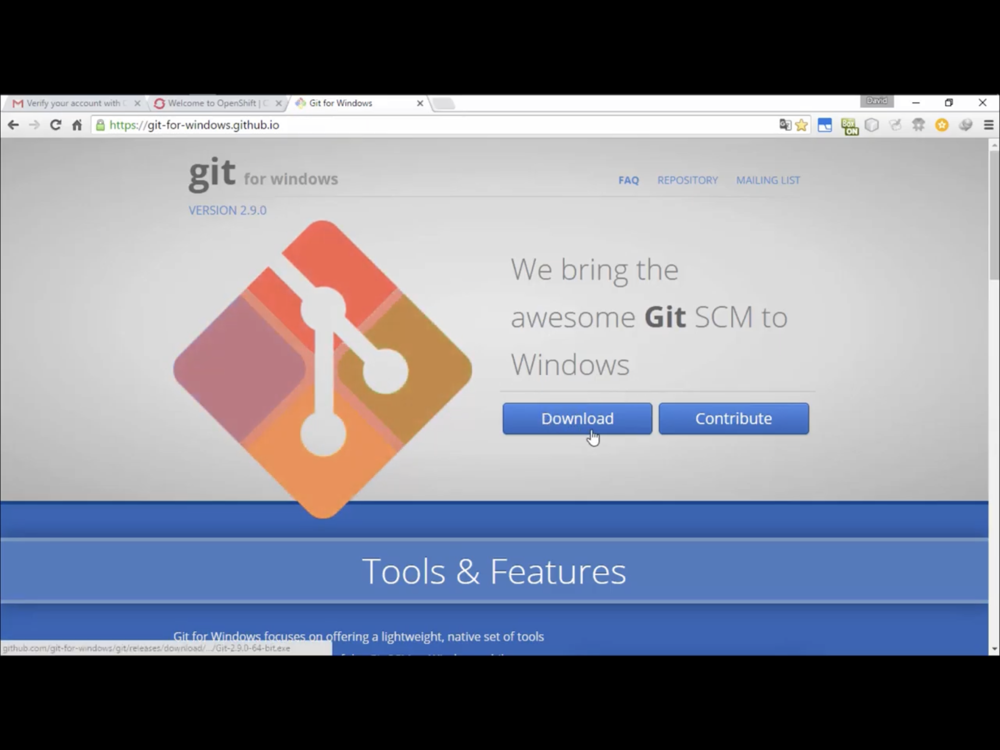 Verify your account with
Welcome to OpenShift |
Git for Windows
David
https://git-for-windows.github.io
Box
ON
git for windows
FAQ
REPOSITORY
MAILING LIST
VERSION 2.9.0
We bring the
awesome Git SCM to
Windows
Download
Contribute
Tools & Features
Git for Windows focuses on offering a lightweight, native set of tools
github.com/git-for-windows/git/releases/download/.../Git-2.9.0-64-bit.exe